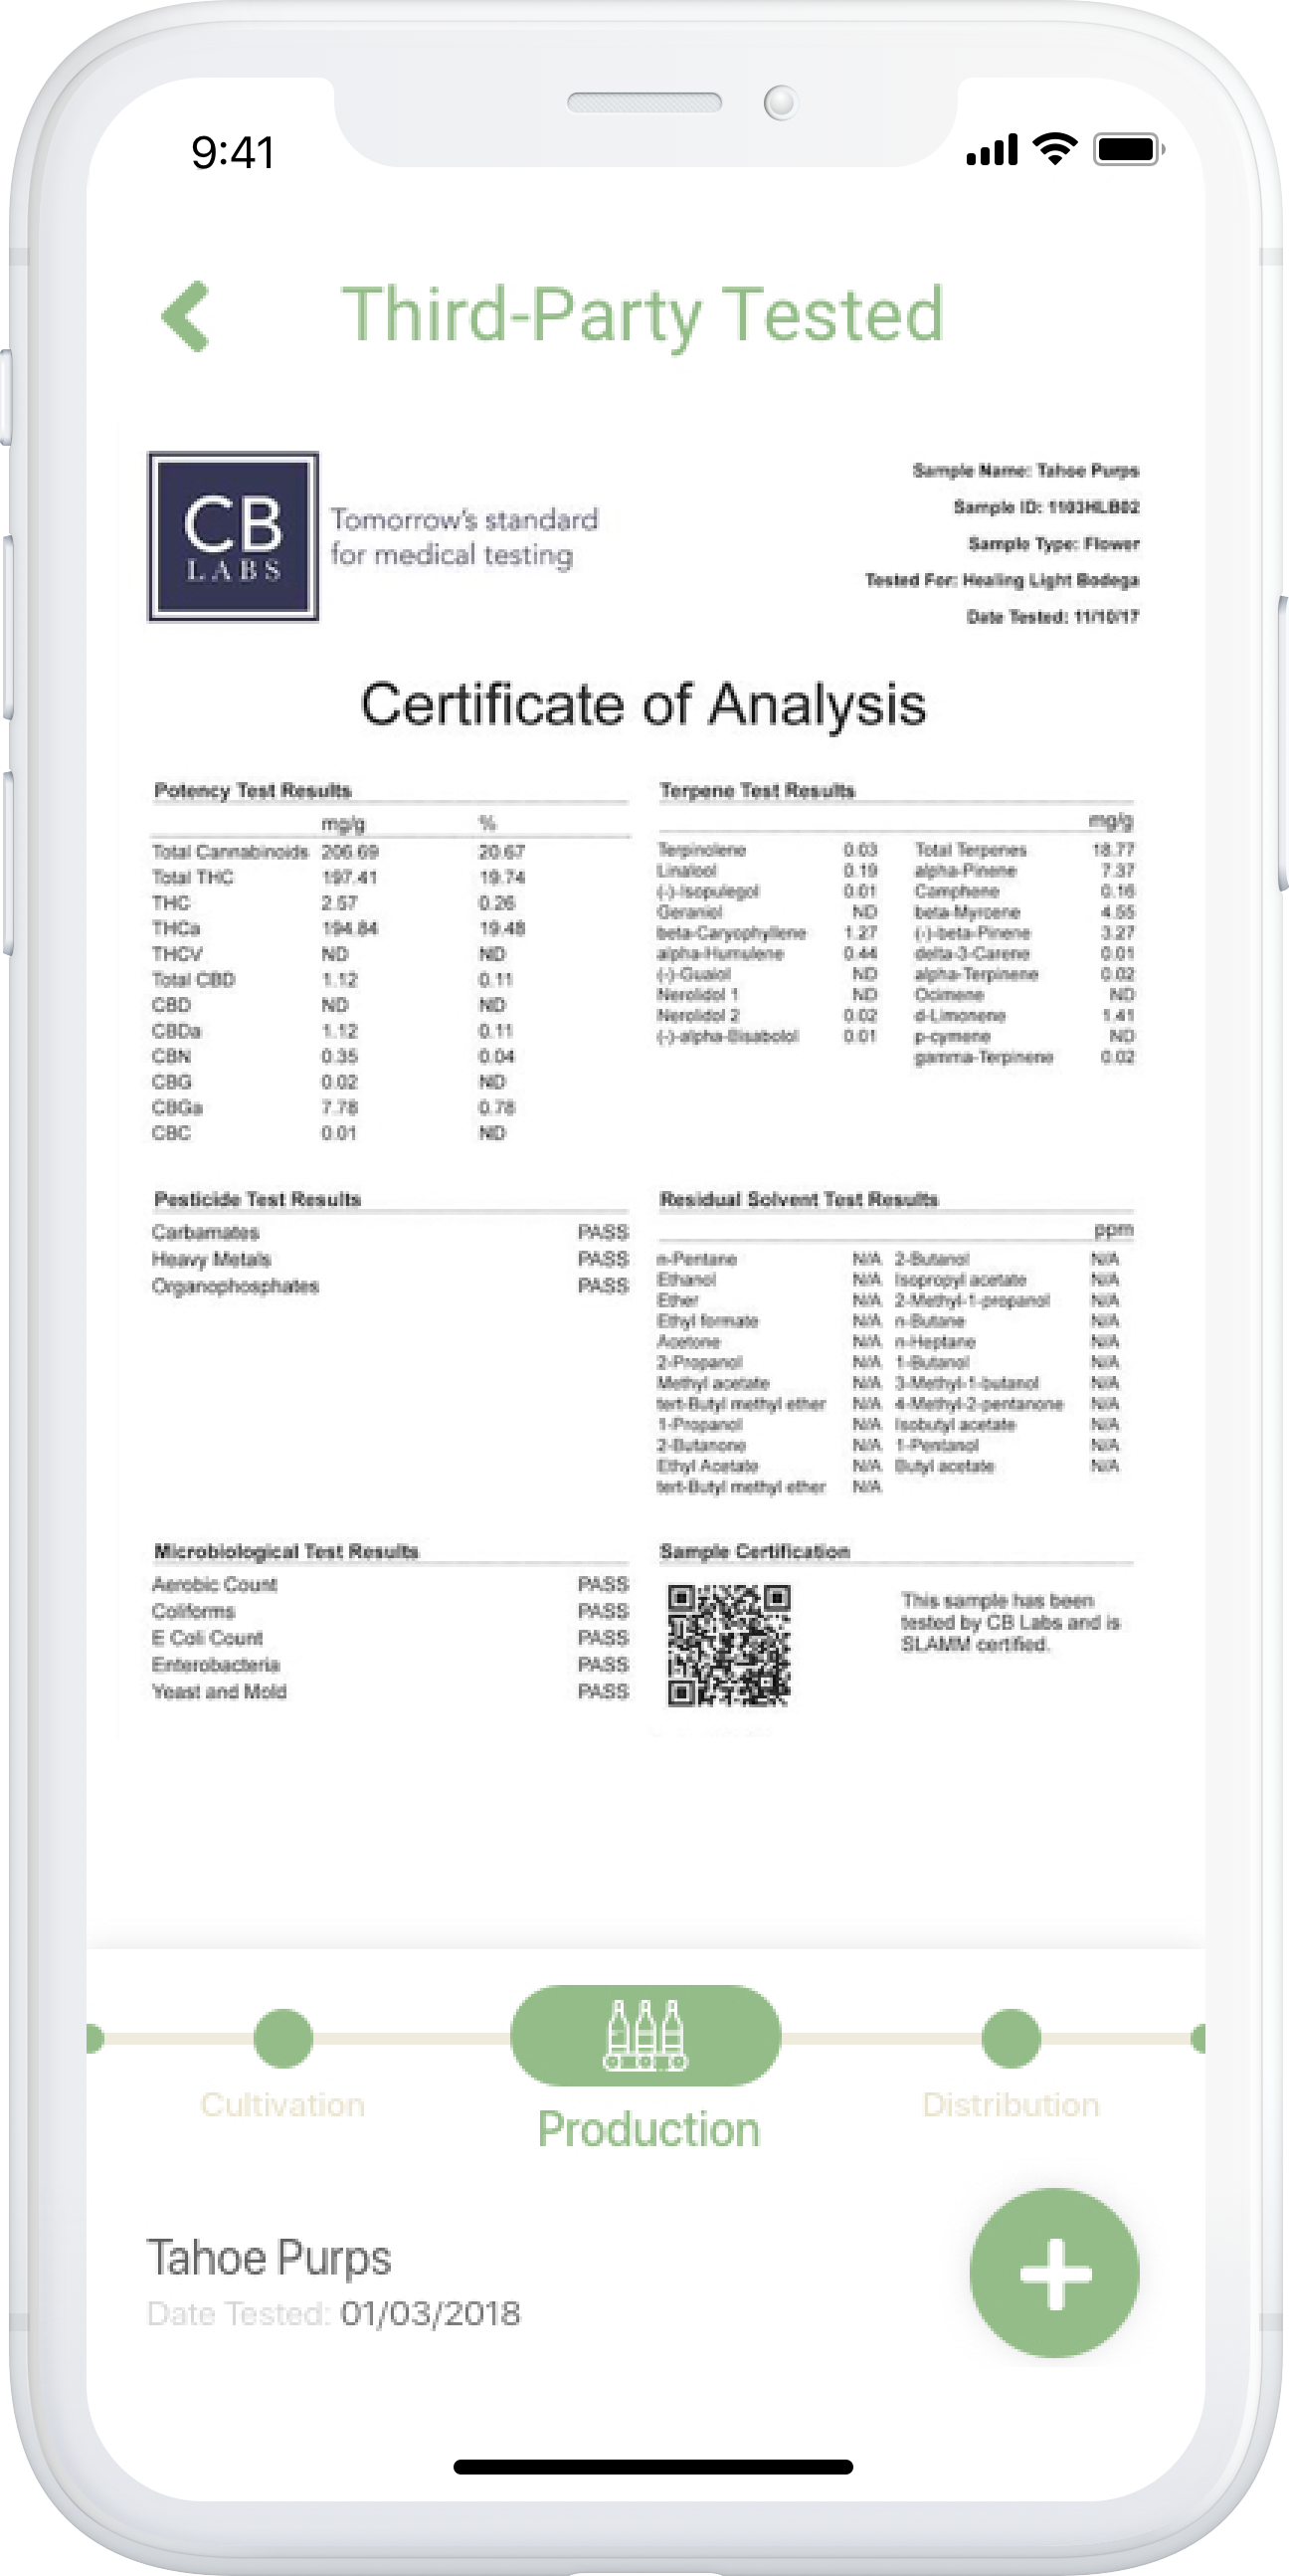 9:41
Third-Party Tested
CB
LABS
Tomorrow's standard
for medical testing
Sample Name: Tahoe Purps
Sample ID: 1103HLB02
Sample Type: Flower
Tested For: Healing Light Bodega
Date Tested: 11/10/17
Certificate of Analysis
Potency Test Results
mg/g %
Total Cannabinoids 206.69 20.67
Total THC 197.41 19.74
THC 2.57 0.26
THCa 194.84 19.48
THCV ND ND
Total CBD 1.12 0.11
CBD ND ND
CBDa 1.12 0.11
CBN 0.35 0.04
CBG 0.02 ND
CBGa 7.78 0.78
CBC 0.01 ND
Terpene Test Results
mg/g
Terpinolene 0.03 Total Terpenes 18.77
Linalool 0.19 alpha-Pinene 7.37
(-)-Isopulegol 0.01 Camphene 0.16
Geraniol ND beta-Myrcene 4.55
beta-Caryophyllene 1.27 (-)-beta-Pinene 3.27
alpha-Humulene 0.44 delta-3-Carene 0.01
(-)-Guaiol ND alpha-Terpinene 0.02
Nerolidol 1 ND Ocimene ND
Nerolidol 2 0.02 d-Limonene 1.41
(-)-alpha-Bisabolol 0.01 p-cymene ND
gamma-Terpinene 0.02
Pesticide Test Results
Carbamates PASS
Heavy Metals PASS
Organophosphates PASS
Residual Solvent Test Results
ppm
n-Pentane N/A 2-Butanol N/A
Ethanol N/A Isopropyl acetate N/A
Ether N/A 2-Methyl-1-propanol N/A
Ethyl formate N/A n-Butane N/A
Acetone N/A n-Heptane N/A
2-Propanol N/A 1-Butanol N/A
Methyl acetate N/A 3-Methyl-1-butanol N/A
tert-Butyl methyl ether N/A 4-Methyl-2-pentanone N/A
1-Propanol N/A Isobutyl acetate N/A
2-Butanone N/A 1-Pentanol N/A
Ethyl Acetate N/A Butyl acetate N/A
tert-Butyl methyl ether N/A
Microbiological Test Results
Aerobic Count PASS
Coliforms PASS
E Coli Count PASS
Enterobacteria PASS
Yeast and Mold PASS
Sample Certification
This sample has been
tested by CB Labs and is
SLAMM certified.
Cultivation
Production
Distribution
Tahoe Purps
Date Tested: 01/03/2018